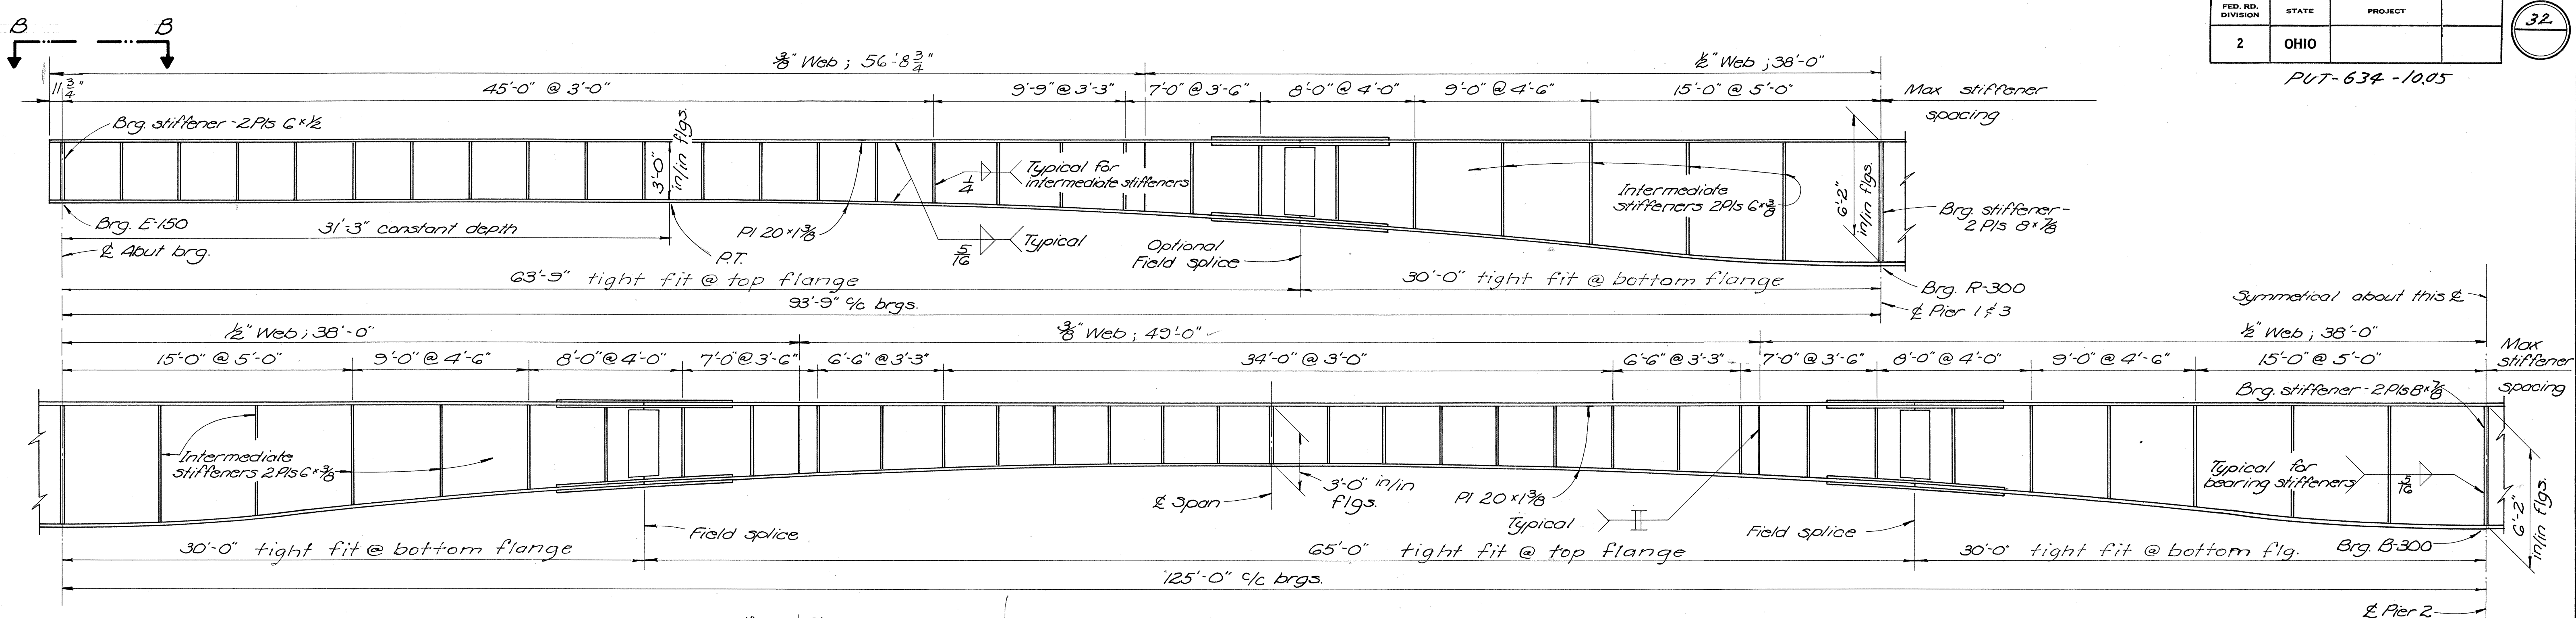 B B
FED. RD. DIVISION STATE PROJECT
2 OHIO
32
PUT-634-10.05
3/8" Web ; 56'-8 3/4" 1/2" Web ; 38'-0"
11 3/4" 45'-0" @ 3'-0" 9'-9" @ 3'-3" 7'-0" @ 3'-6" 8'-0" @ 4'-0" 9'-0" @ 4'-6" 15'-0" @ 5'-0" Max stiffener
spacing
Brg. stiffener - 2 Pls 6 x 1/2
3'-0"
in/in flgs.
1/4 Typical for
intermediate stiffeners
Intermediate
stiffeners 2 Pls 6 x 3/8
6'-2"
in/in flgs.
Brg. stiffener -
2 Pls 8 x 7/8
Brg. E-150
31'-3" constant depth
Pl 20 x 1 3/8
5/16 Typical
Optional
Field splice
℄ Abut brg.
P.T.
63'-9" tight fit @ top flange 30'-0" tight fit @ bottom flange
Brg. R-300
93'-9" c/c brgs.
℄ Pier 1 & 3
Symmetical about this ℄
1/2" Web ; 38'-0" 3/8" Web ; 49'-0" 1/2" Web ; 38'-0"
15'-0" @ 5'-0" 9'-0" @ 4'-6" 8'-0" @ 4'-0" 7'-0" @ 3'-6" 6'-6" @ 3'-3" 34'-0" @ 3'-0" 6'-6" @ 3'-3" 7'-0" @ 3'-6" 8'-0" @ 4'-0" 9'-0" @ 4'-6" 15'-0" @ 5'-0" Max
stiffener
spacing
Brg. stiffener - 2 Pls 8 x 7/8
Intermediate
stiffeners 2 Pls 6 x 3/8
℄ Span
3'-0" in/in
flgs.
Pl 20 x 1 3/8
Typical
Typical for
bearing stiffeners 5/16
6'-2"
in/in flgs.
Field splice
Field splice
30'-0" tight fit @ bottom flange 65'-0" tight fit @ top flange 30'-0" tight fit @ bottom flg. Brg. B-300
125'-0" c/c brgs.
℄ Pier 2